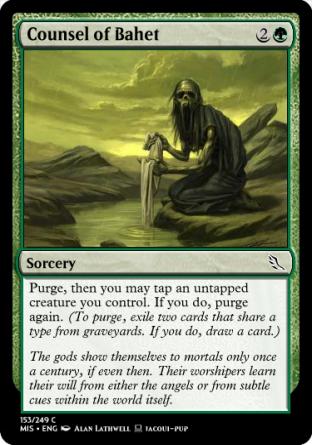 Counsel of Bahet 2
Sorcery
Purge, then you may tap an untapped
creature you control. If you do, purge
again. (To purge, exile two cards that share a
type from graveyards. If you do, draw a card.)
The gods show themselves to mortals only once
a century, if even then. Their worshipers learn
their will from either the angels or from subtle
cues within the world itself.
153/249 C
MIS • ENG Alan Lathwell Iacoui-pup